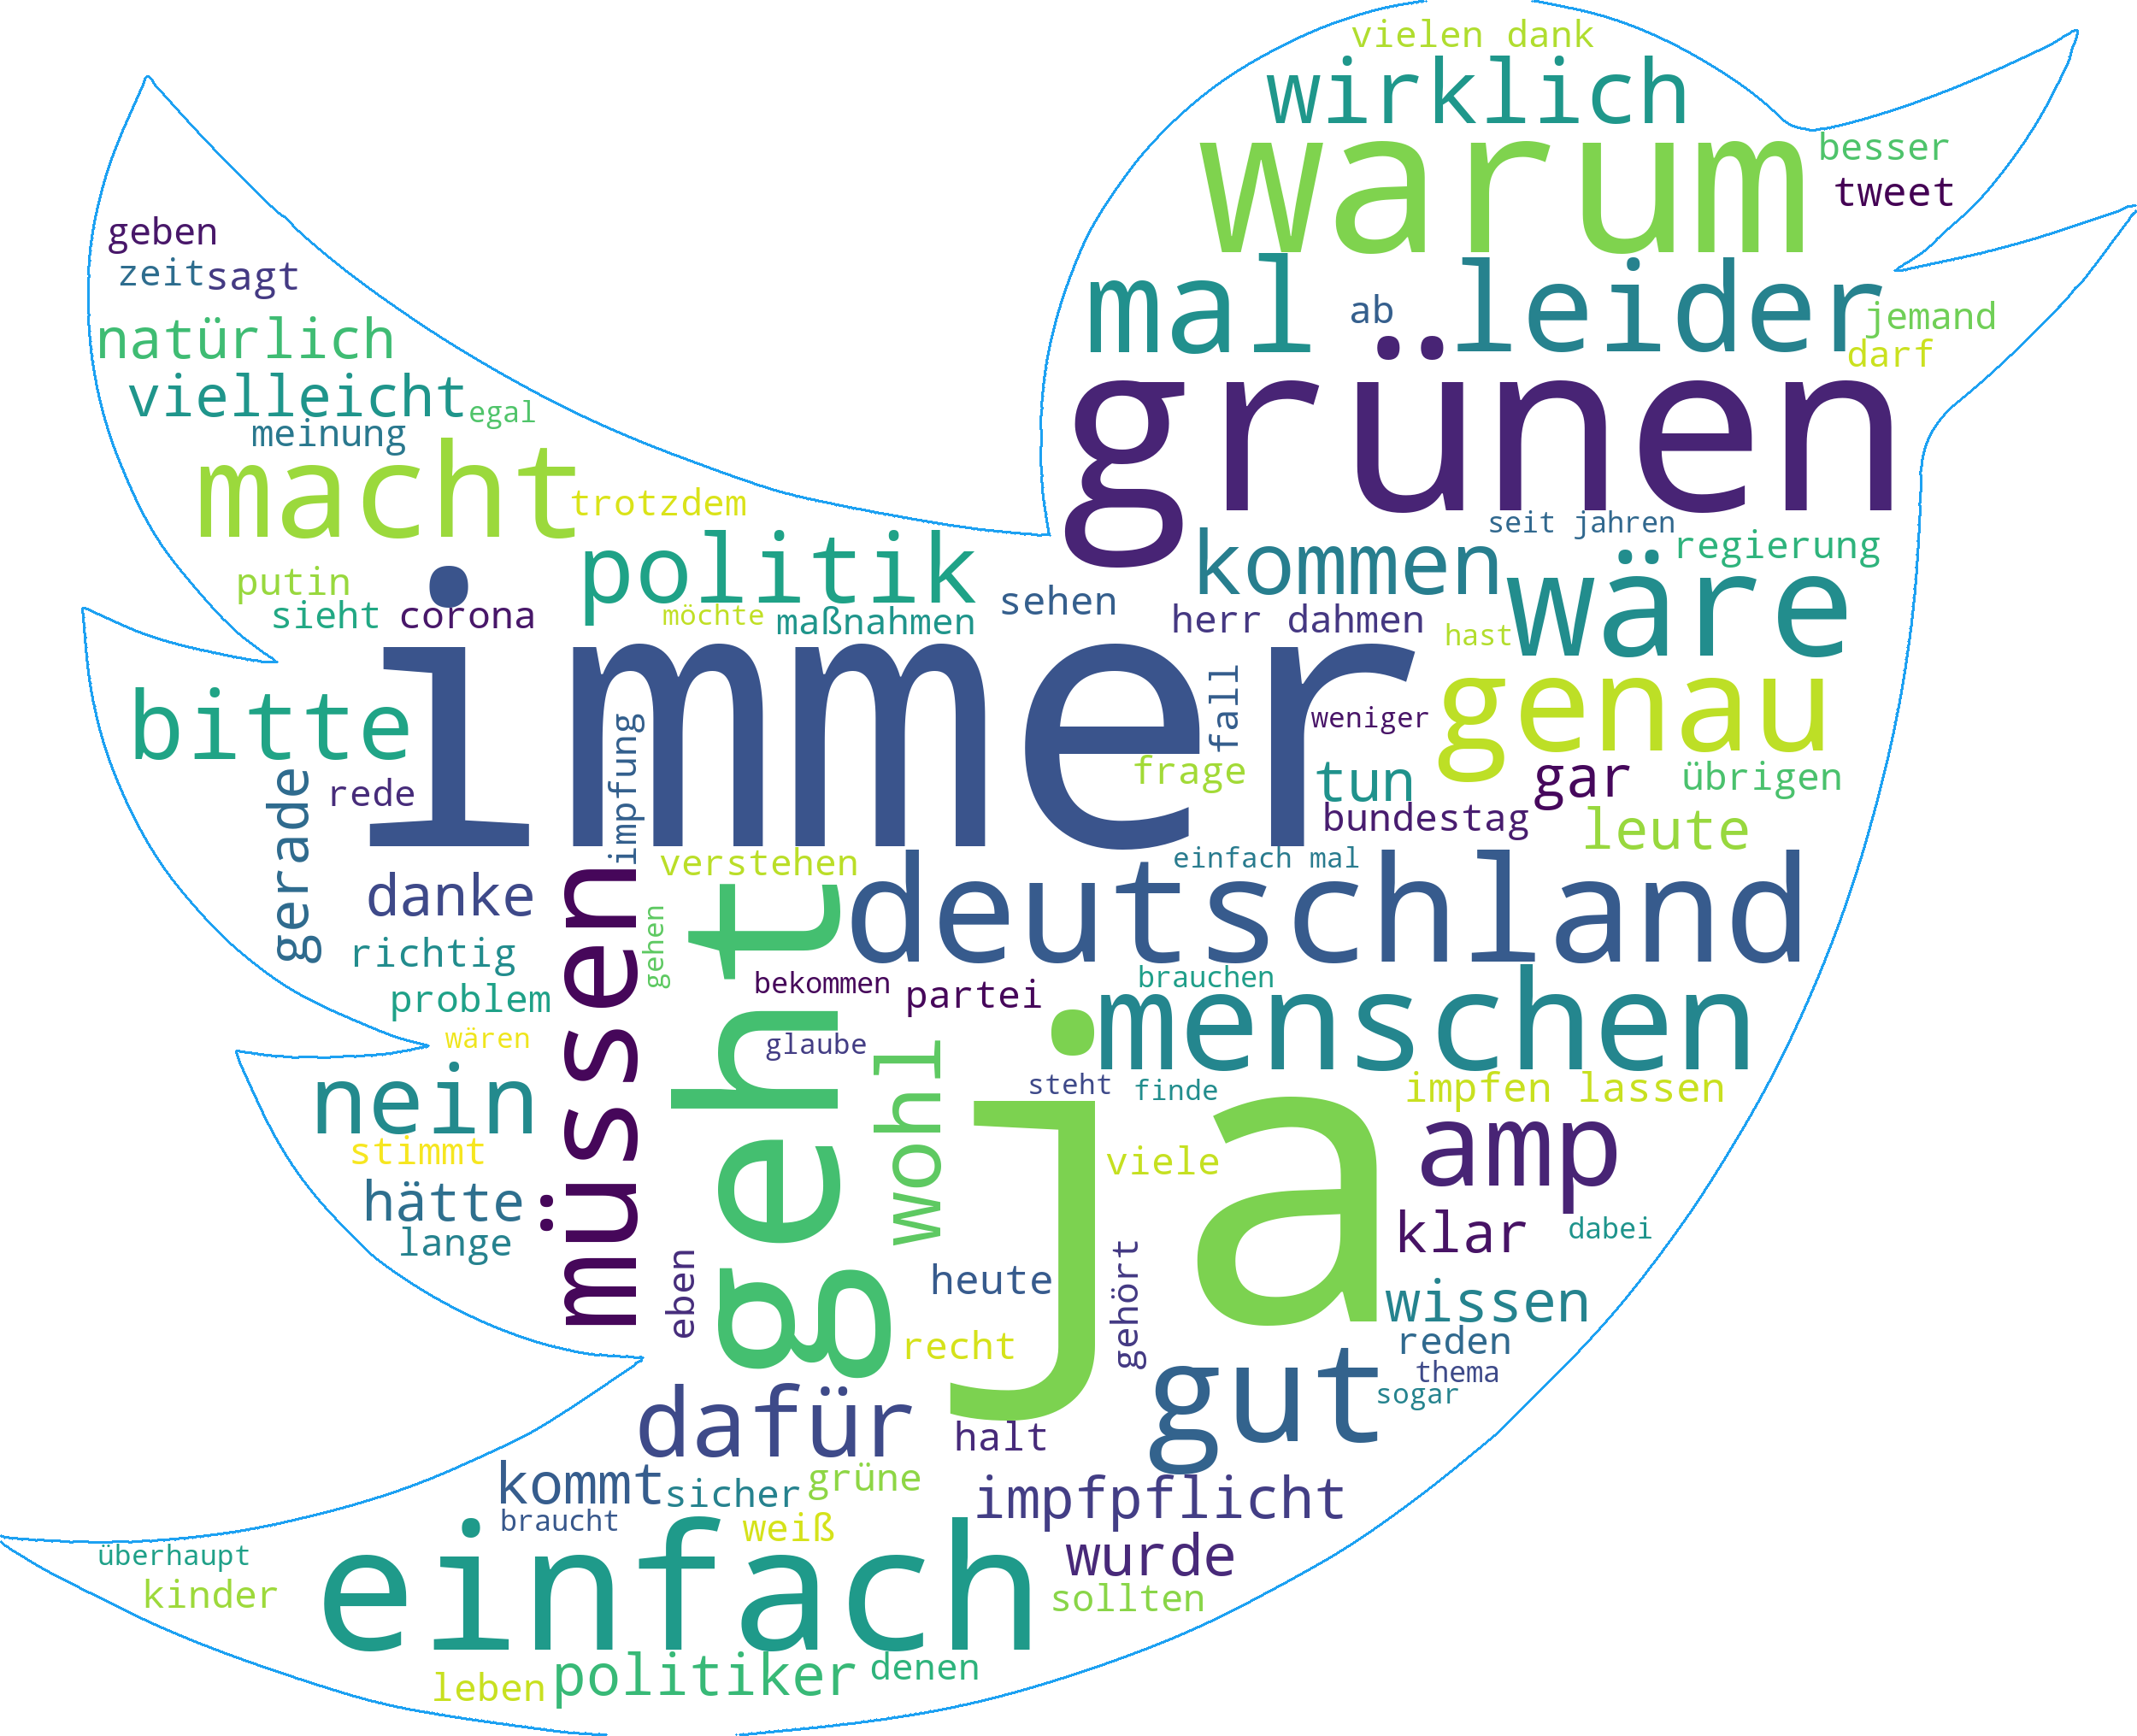 vielen dank
wirklich
warum
besser
tweet
geben
zeit sagt
mal leider
ab
jemand
darf
natürlich
vielleicht
egal
meinung
grünen
macht
trotzdem
politik
seit jahren
kommen
regierung
wäre
putin
sieht corona
möchte
maßnahmen
sehen
herr dahmen
hast
immer
bitte
genau
fall
weniger
impfung
frage
tun
gar
übrigen
gerade
rede
bundestag
leute
verstehen
einfach mal
müssen
geht
deutschland
danke
gehen
richtig
bekommen
partei
brauchen
problem
menschen
wären
glaube
wohl
nein
steht
finde
impfen lassen
ja
stimmt
viele
amp
hätte
klar
dabei
lange
eben
heute
gehört
wissen
recht
reden
thema
sogar
gut
dafür
halt
kommt
sicher
grüne
impfpflicht
braucht
weiß
einfach
wurde
überhaupt
kinder
sollten
leben
politiker
denen